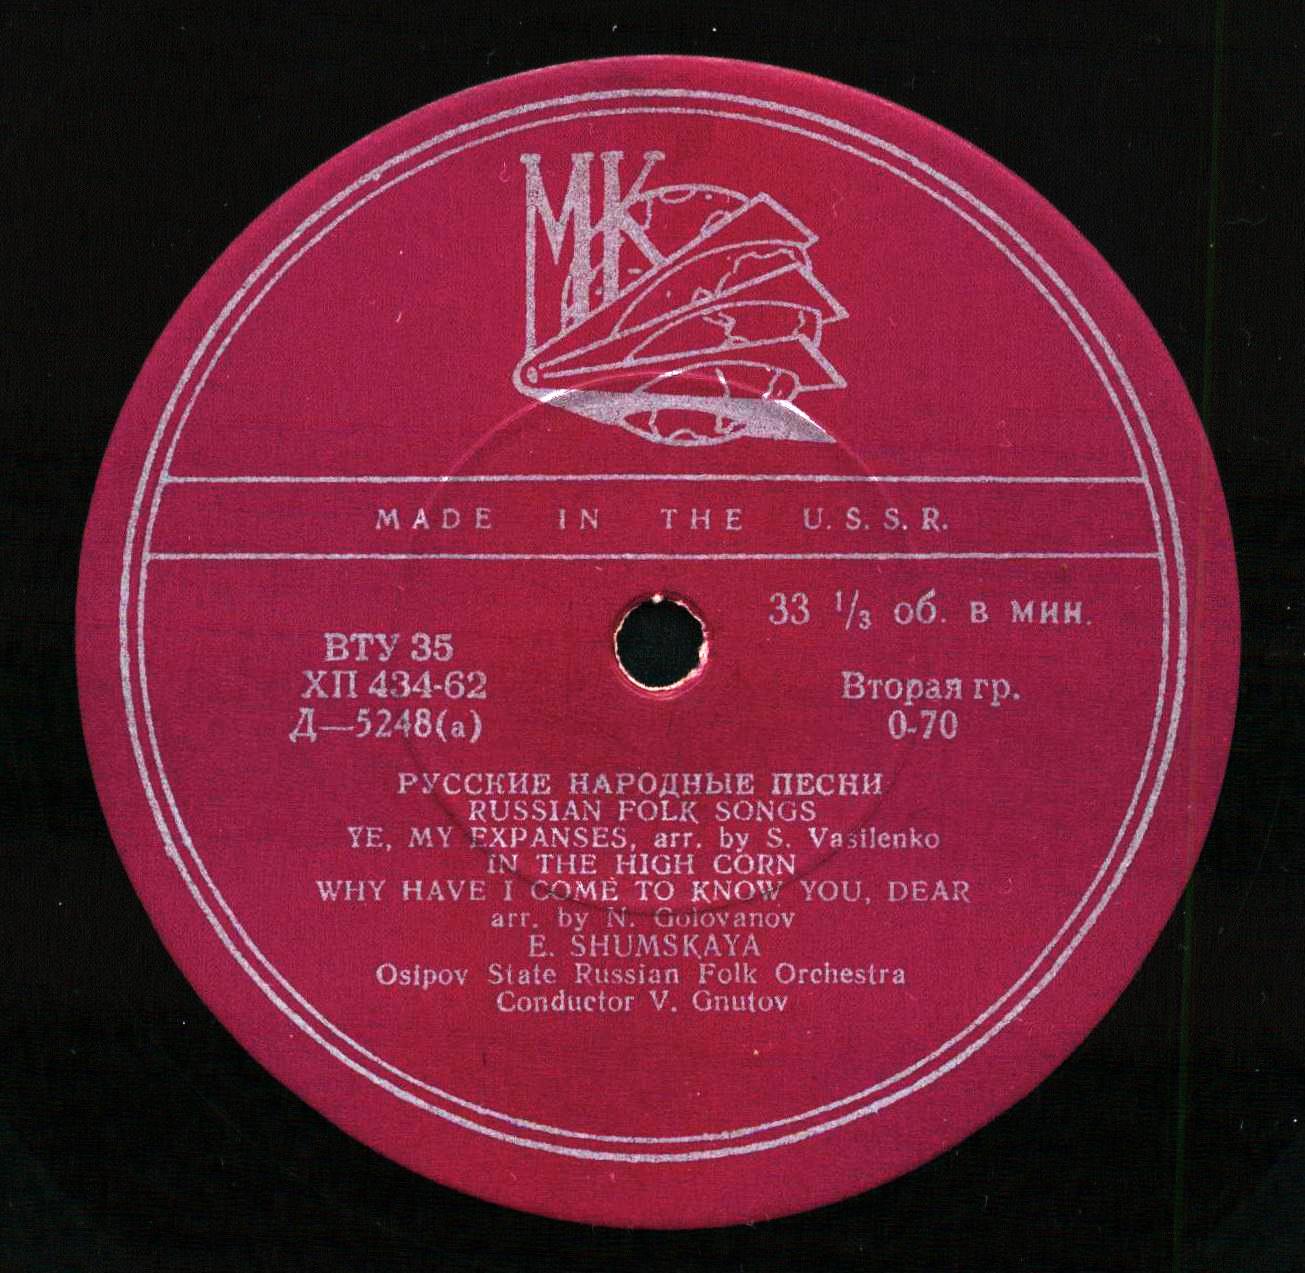 МК
MADE IN THE U.S.S.R.
33 1/3 об. в мин.
ВТУ 35
ХП 434-62
Д—5248(а)
Вторая гр.
0-70
РУССКИЕ НАРОДНЫЕ ПЕСНИ
RUSSIAN FOLK SONGS
YE, MY EXPANSES, arr. by S. Vasilenko
IN THE HIGH CORN
WHY HAVE I COME TO KNOW YOU, DEAR
arr. by N. Golovanov
E. SHUMSKAYA
Osipov State Russian Folk Orchestra
Conductor V. Gnutov